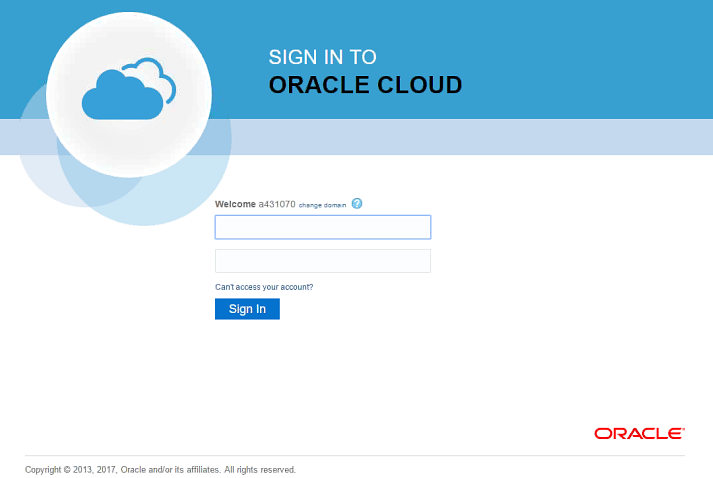 SIGN IN TO
ORACLE CLOUD
Welcome a431070 change domain ?
Can't access your account?
Sign In
ORACLE
Copyright © 2013, 2017, Oracle and/or its affiliates. All rights reserved.